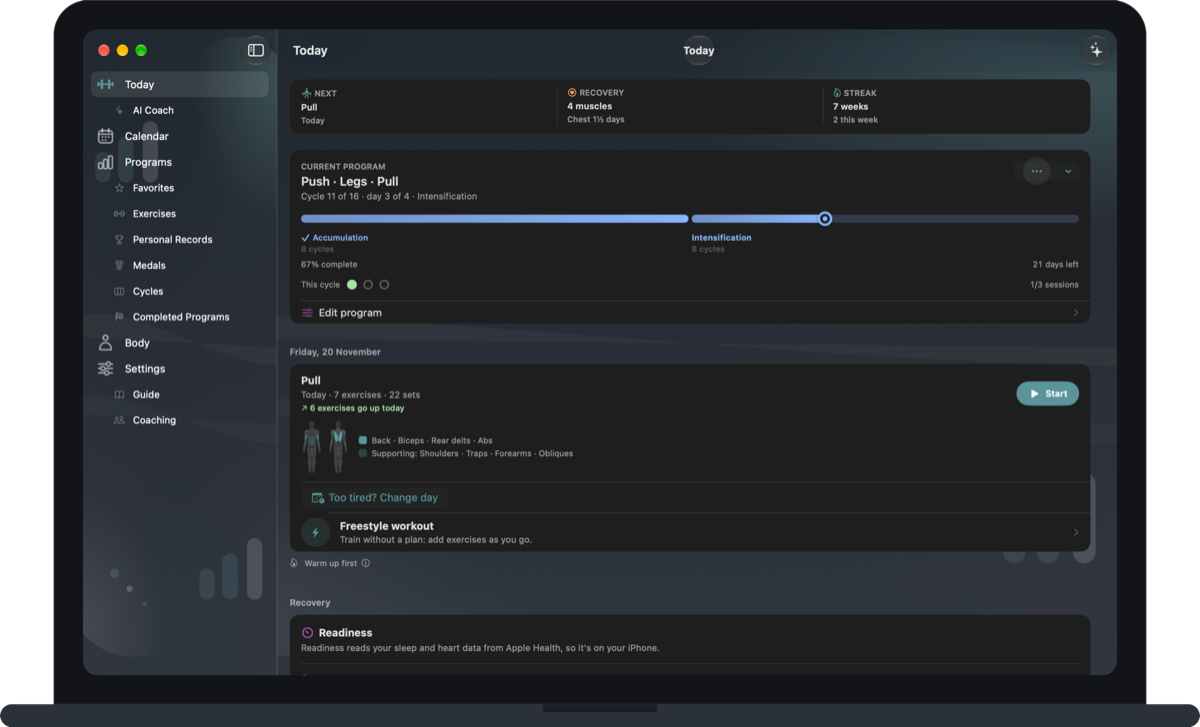 Today
Today
Today
AI Coach
Calendar
Programs
Favorites
Exercises
Personal Records
Medals
Cycles
Completed Programs
Body
Settings
Guide
Coaching
NEXT
Pull
Today
RECOVERY
4 muscles
Chest 1½ days
STREAK
7 weeks
2 this week
CURRENT PROGRAM
Push · Legs · Pull
Cycle 11 of 16 · day 3 of 4 · Intensification
Accumulation
8 cycles
Intensification
8 cycles
67% complete
21 days left
This cycle
1/3 sessions
Edit program
Friday, 20 November
Pull
Today · 7 exercises · 22 sets
6 exercises go up today
Start
Back · Biceps · Rear delts · Abs
Supporting: Shoulders · Traps · Forearms · Obliques
Too tired? Change day
Freestyle workout
Train without a plan: add exercises as you go.
Warm up first
Recovery
Readiness
Readiness reads your sleep and heart data from Apple Health, so it's on your iPhone.